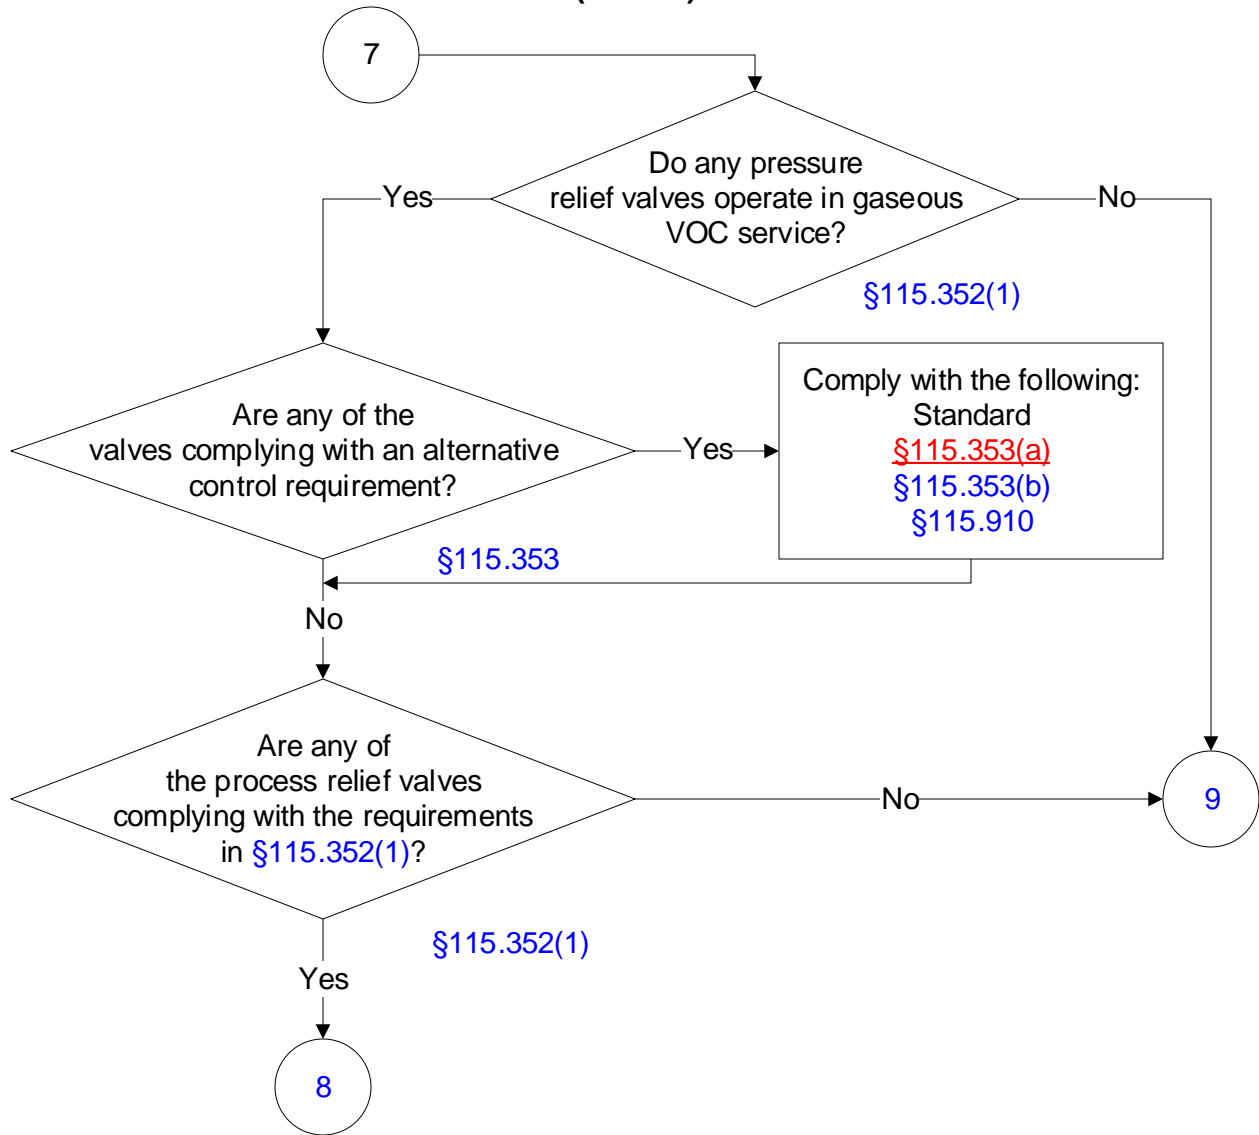 7
Do any pressure
relief valves operate in gaseous
VOC service?
Yes
No
§115.352(1)
Are any of the
valves complying with an alternative
control requirement?
Yes
Comply with the following:
Standard
§115.353(a)
§115.353(b)
§115.910
§115.353
No
Are any of
the process relief valves
complying with the requirements
in §115.352(1)?
No
9
§115.352(1)
Yes
8